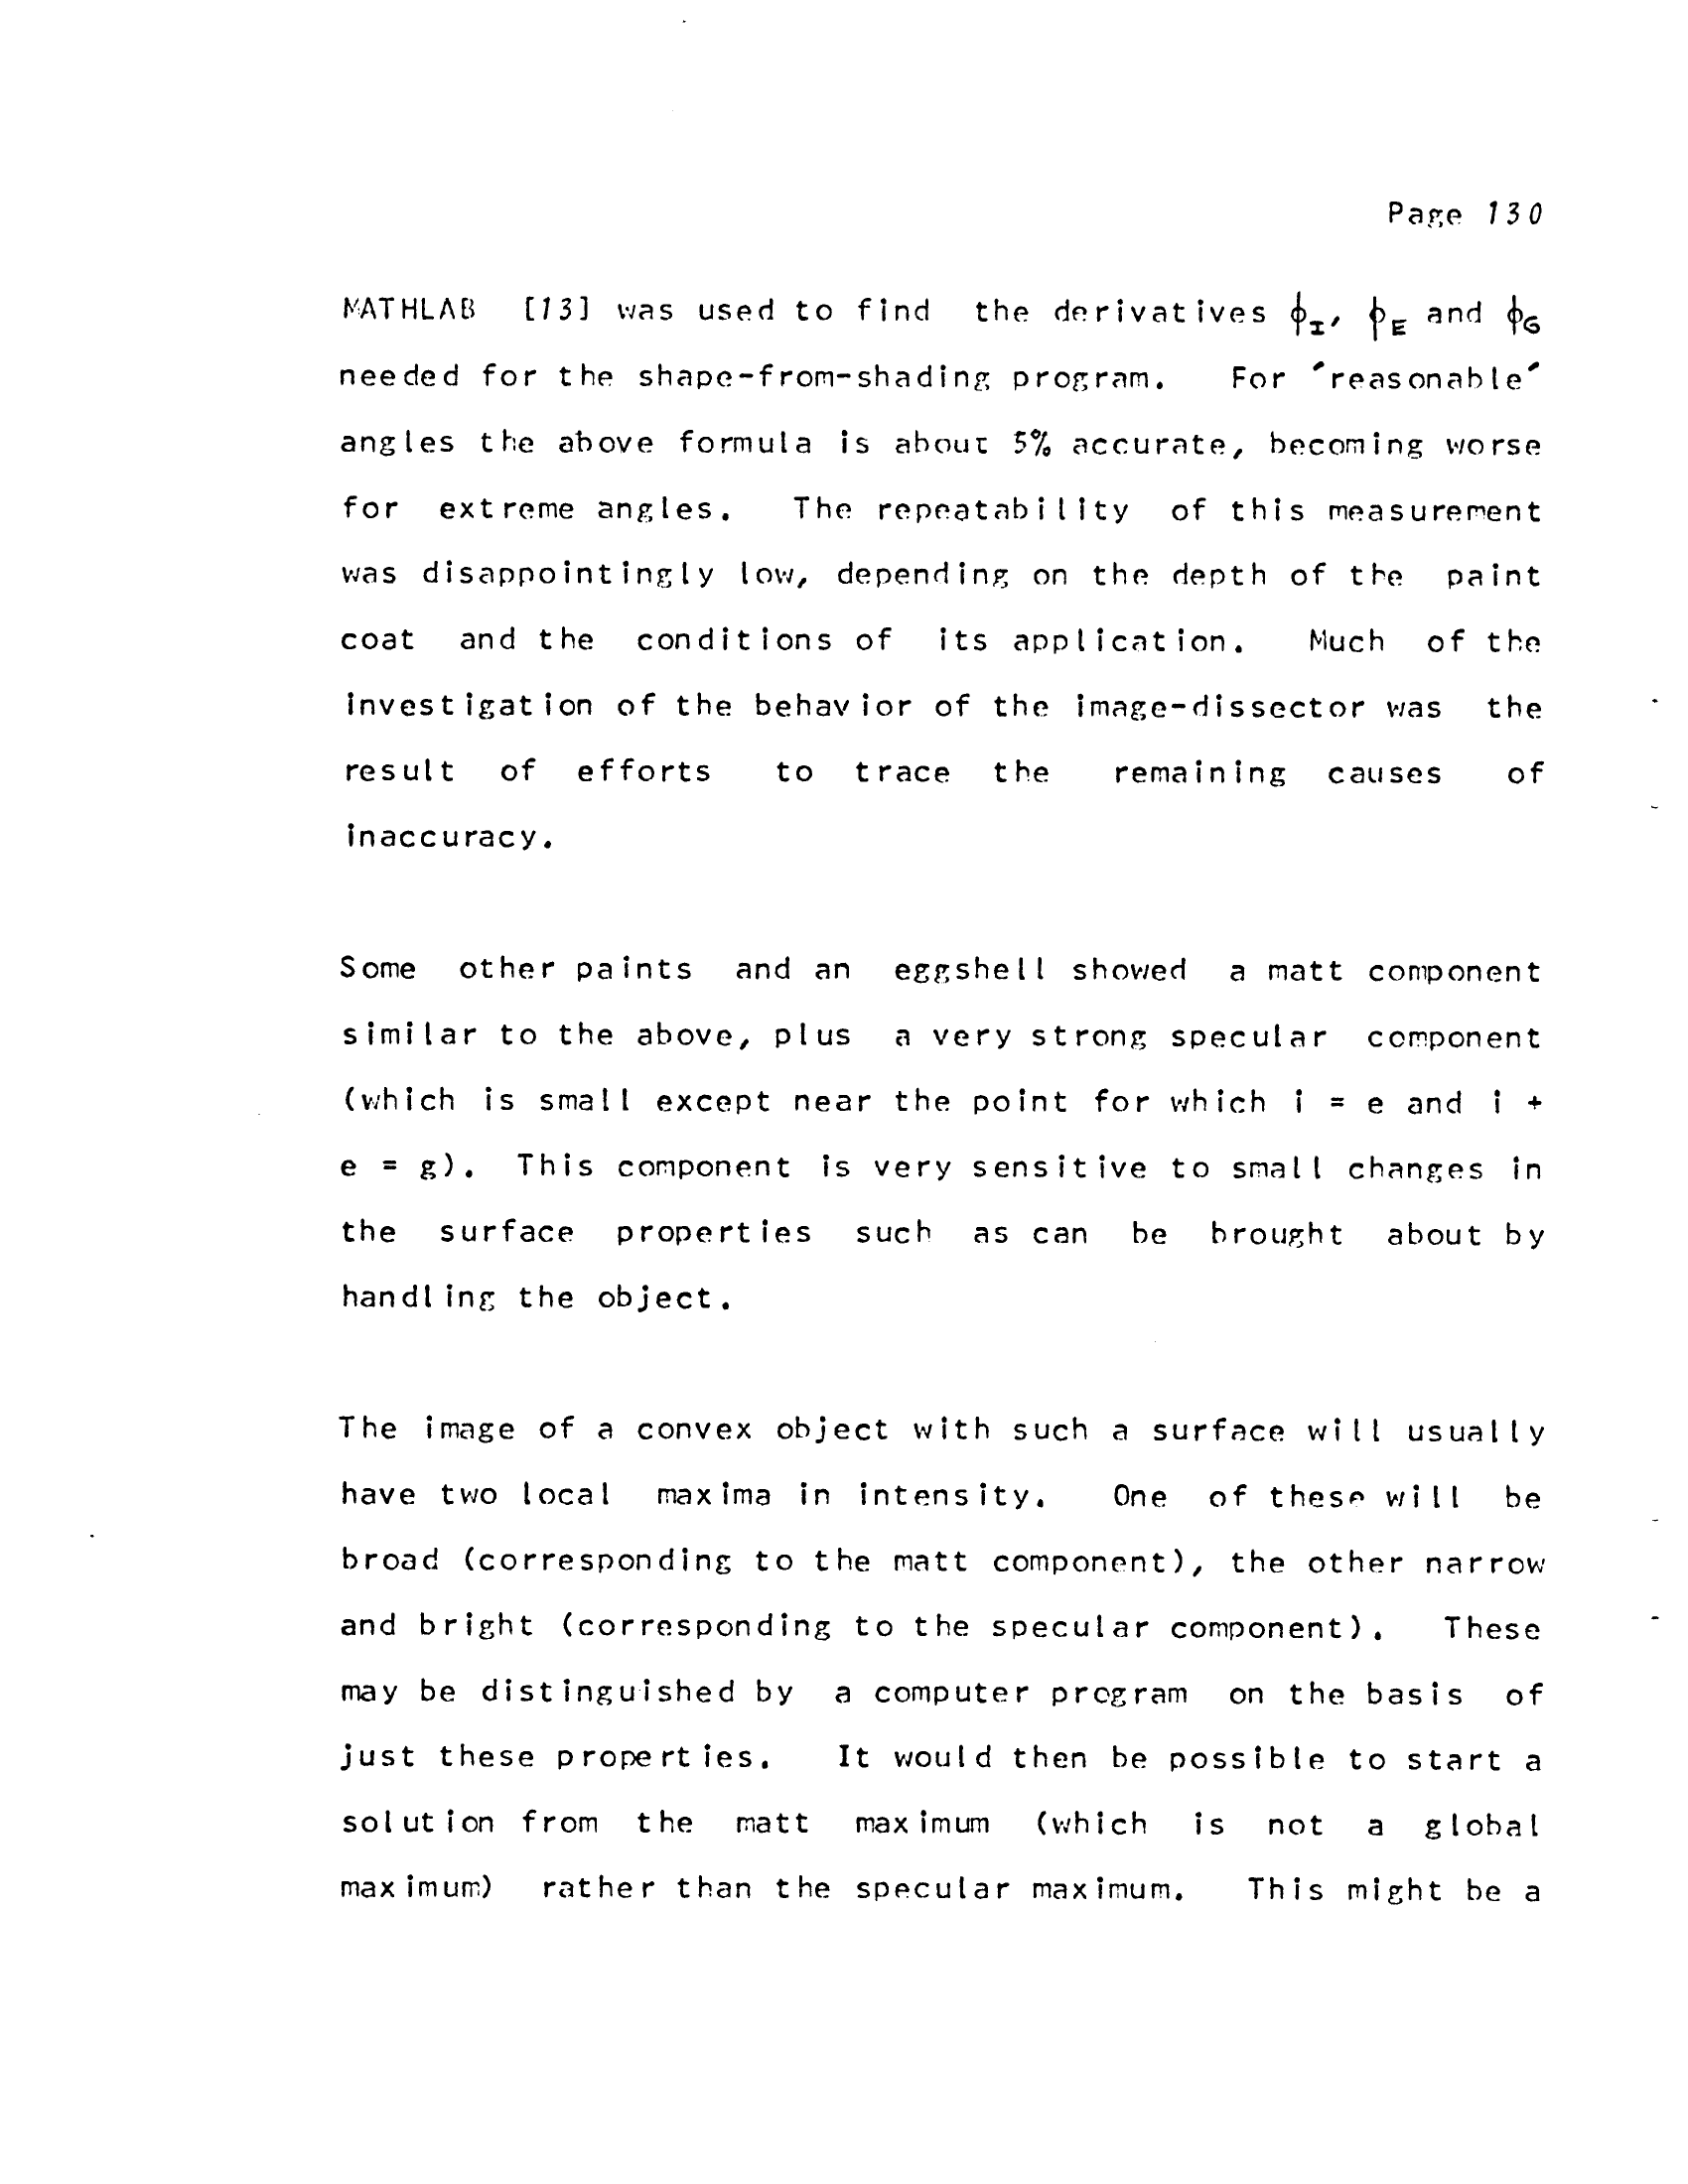 Page 130
MATHLAB [13] was used to find the derivatives ϕI, ϕE and ϕG
needed for the shape-from-shading program. For ´reasonable´
angles the above formula is about 5% accurate, becoming worse
for extreme angles. The repeatability of this measurement
was disappointingly low, depending on the depth of the paint
coat and the conditions of its application. Much of the
investigation of the behavior of the image-dissector was the
result of efforts to trace the remaining causes of
inaccuracy.
Some other paints and an eggshell showed a matt component
similar to the above, plus a very strong specular component
(which is small except near the point for which i = e and i +
e = g). This component is very sensitive to small changes in
the surface properties such as can be brought about by
handling the object.
The image of a convex object with such a surface will usually
have two local maxima in intensity. One of these will be
broad (corresponding to the matt component), the other narrow
and bright (corresponding to the specular component). These
may be distinguished by a computer program on the basis of
just these properties. It would then be possible to start a
solution from the matt maximum (which is not a global
maximum) rather than the specular maximum. This might be a